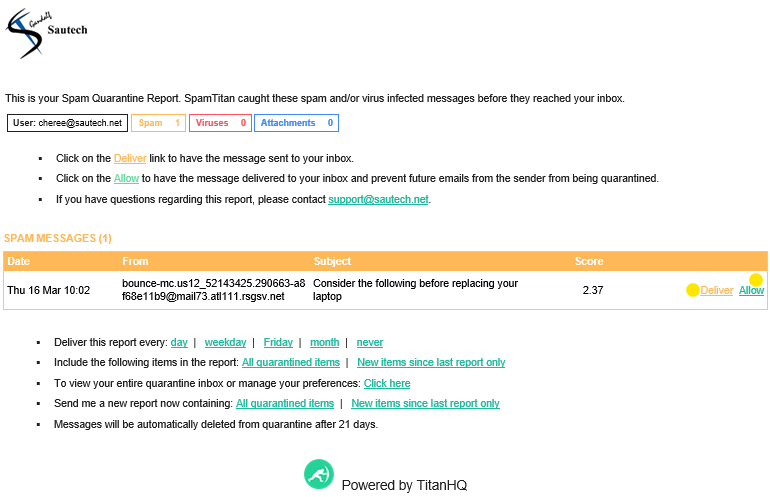 Gandalf
Sautech
This is your Spam Quarantine Report. SpamTitan caught these spam and/or virus infected messages before they reached your inbox.
User: cheree@sautech.net Spam 1 Viruses 0 Attachments 0
▪ Click on the Deliver link to have the message sent to your inbox.
▪ Click on the Allow to have the message delivered to your inbox and prevent future emails from the sender from being quarantined.
▪ If you have questions regarding this report, please contact support@sautech.net.
SPAM MESSAGES (1)
Date From Subject Score
Thu 16 Mar 10:02 bounce-mc.us12_52143425.290663-a8 Consider the following before replacing your 2.37 Deliver Allow
f68e11b9@mail73.atl111.rsgsv.net laptop
▪ Deliver this report every: day | weekday | Friday | month | never
▪ Include the following items in the report: All quarantined items | New items since last report only
▪ To view your entire quarantine inbox or manage your preferences: Click here
▪ Send me a new report now containing: All quarantined items | New items since last report only
▪ Messages will be automatically deleted from quarantine after 21 days.
Powered by TitanHQ